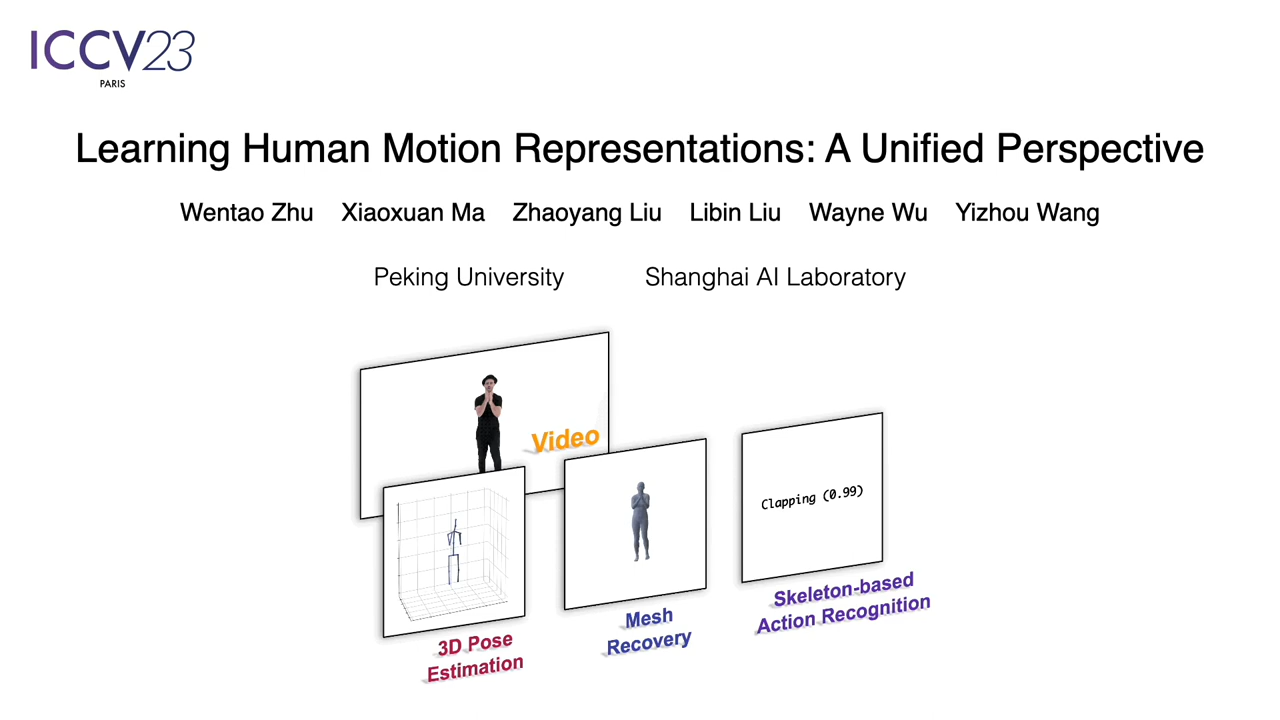 ICCV23
PARIS
Learning Human Motion Representations: A Unified Perspective
Wentao Zhu Xiaoxuan Ma Zhaoyang Liu Libin Liu Wayne Wu Yizhou Wang
Peking University Shanghai AI Laboratory
Video
Clapping (0.99)
3D Pose
Estimation
Mesh
Recovery
Skeleton-based
Action Recognition